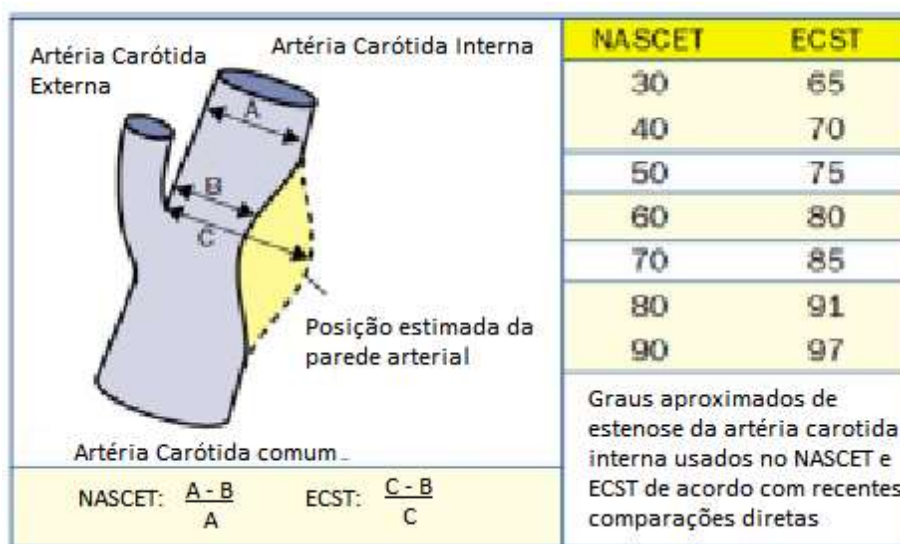 Artéria Carótida
Externa
Artéria Carótida Interna
A
B
C
Posição estimada da
parede arterial
Artéria Carótida comum
NASCET: A - B
A
ECST: C - B
C
NASCET ECST
30 65
40 70
50 75
60 80
70 85
80 91
90 97
Graus aproximados de
estenose da artéria carotida
interna usados no NASCET e
ECST de acordo com recentes
comparações diretas